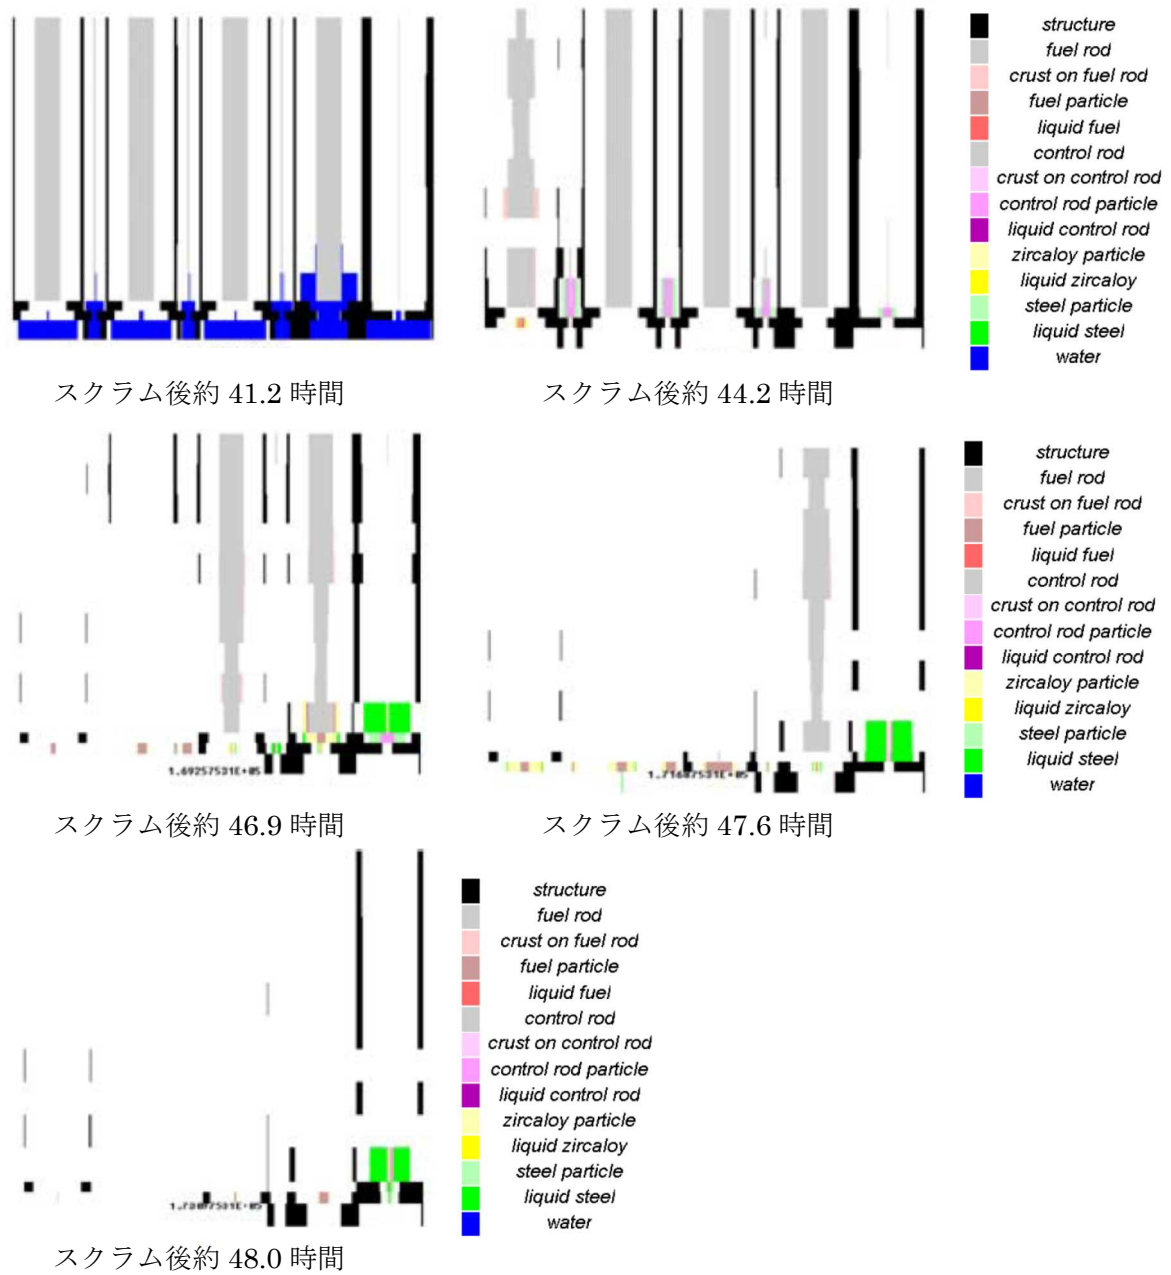 structure
fuel rod
crust on fuel rod
fuel particle
liquid fuel
control rod
crust on control rod
control rod particle
liquid control rod
zircaloy particle
liquid zircaloy
steel particle
liquid steel
water
スクラム後約 41.2 時間
スクラム後約 44.2 時間
structure
fuel rod
crust on fuel rod
fuel particle
liquid fuel
control rod
crust on control rod
control rod particle
liquid control rod
zircaloy particle
liquid zircaloy
steel particle
liquid steel
water
1.69257531E+05
スクラム後約 46.9 時間
スクラム後約 47.6 時間
structure
fuel rod
crust on fuel rod
fuel particle
liquid fuel
control rod
crust on control rod
control rod particle
liquid control rod
zircaloy particle
liquid zircaloy
steel particle
liquid steel
water
スクラム後約 48.0 時間